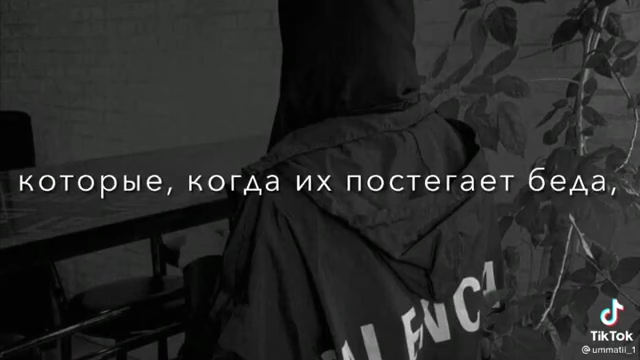 которые, когда их постегает беда,
TikTok
@ummatii_1